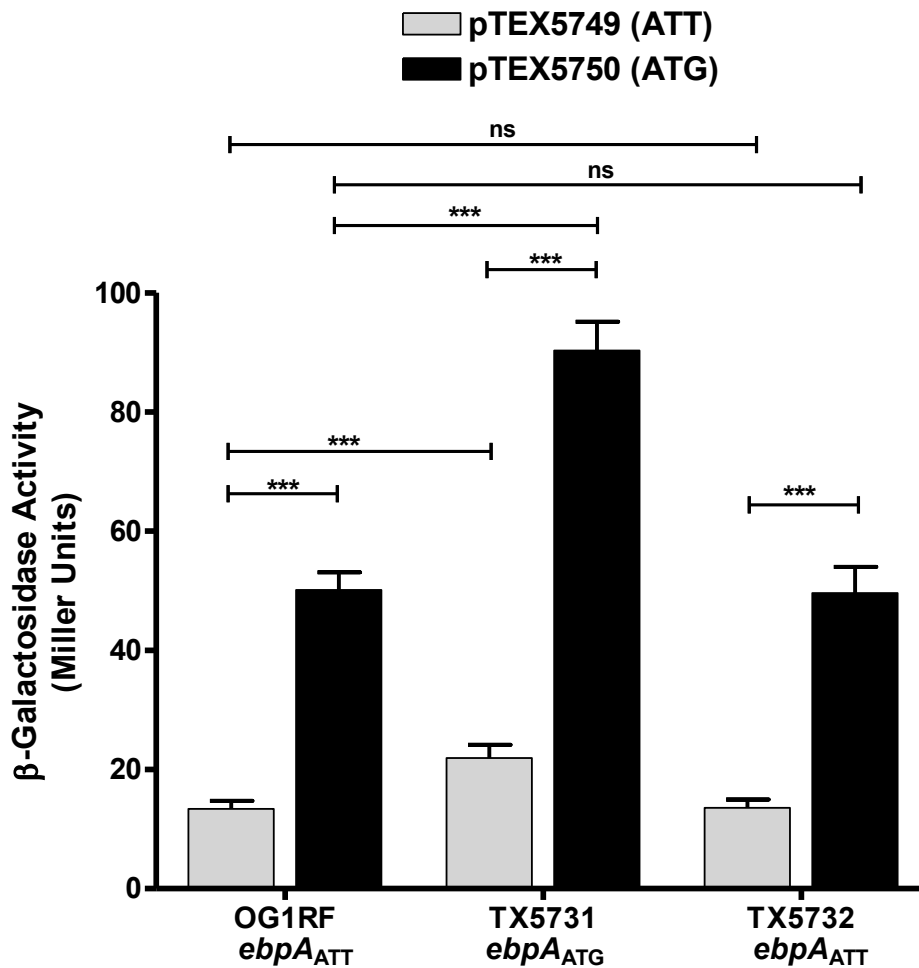 pTEX5749 (ATT)
pTEX5750 (ATG)
ns
ns
***
***
100
80
***
***
***
60
40
20
0
β-Galactosidase Activity
(Miller Units)
OG1RF TX5731 TX5732
ebpAATT ebpAATG ebpAATT